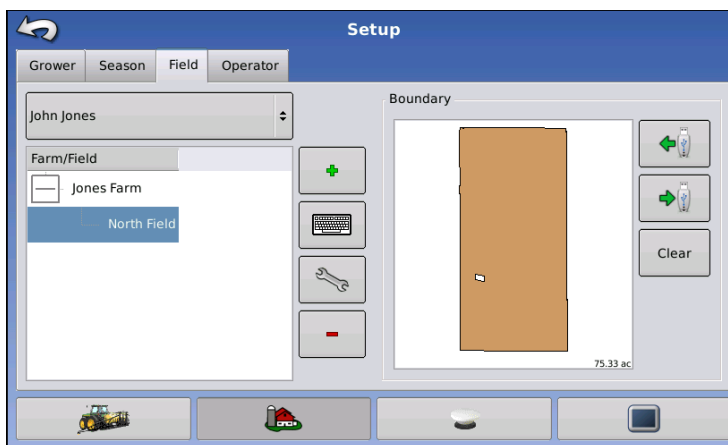 Setup
Grower
Season
Field
Operator
John Jones
Farm/Field
Jones Farm
North Field
Boundary
75.33 ac
Clear